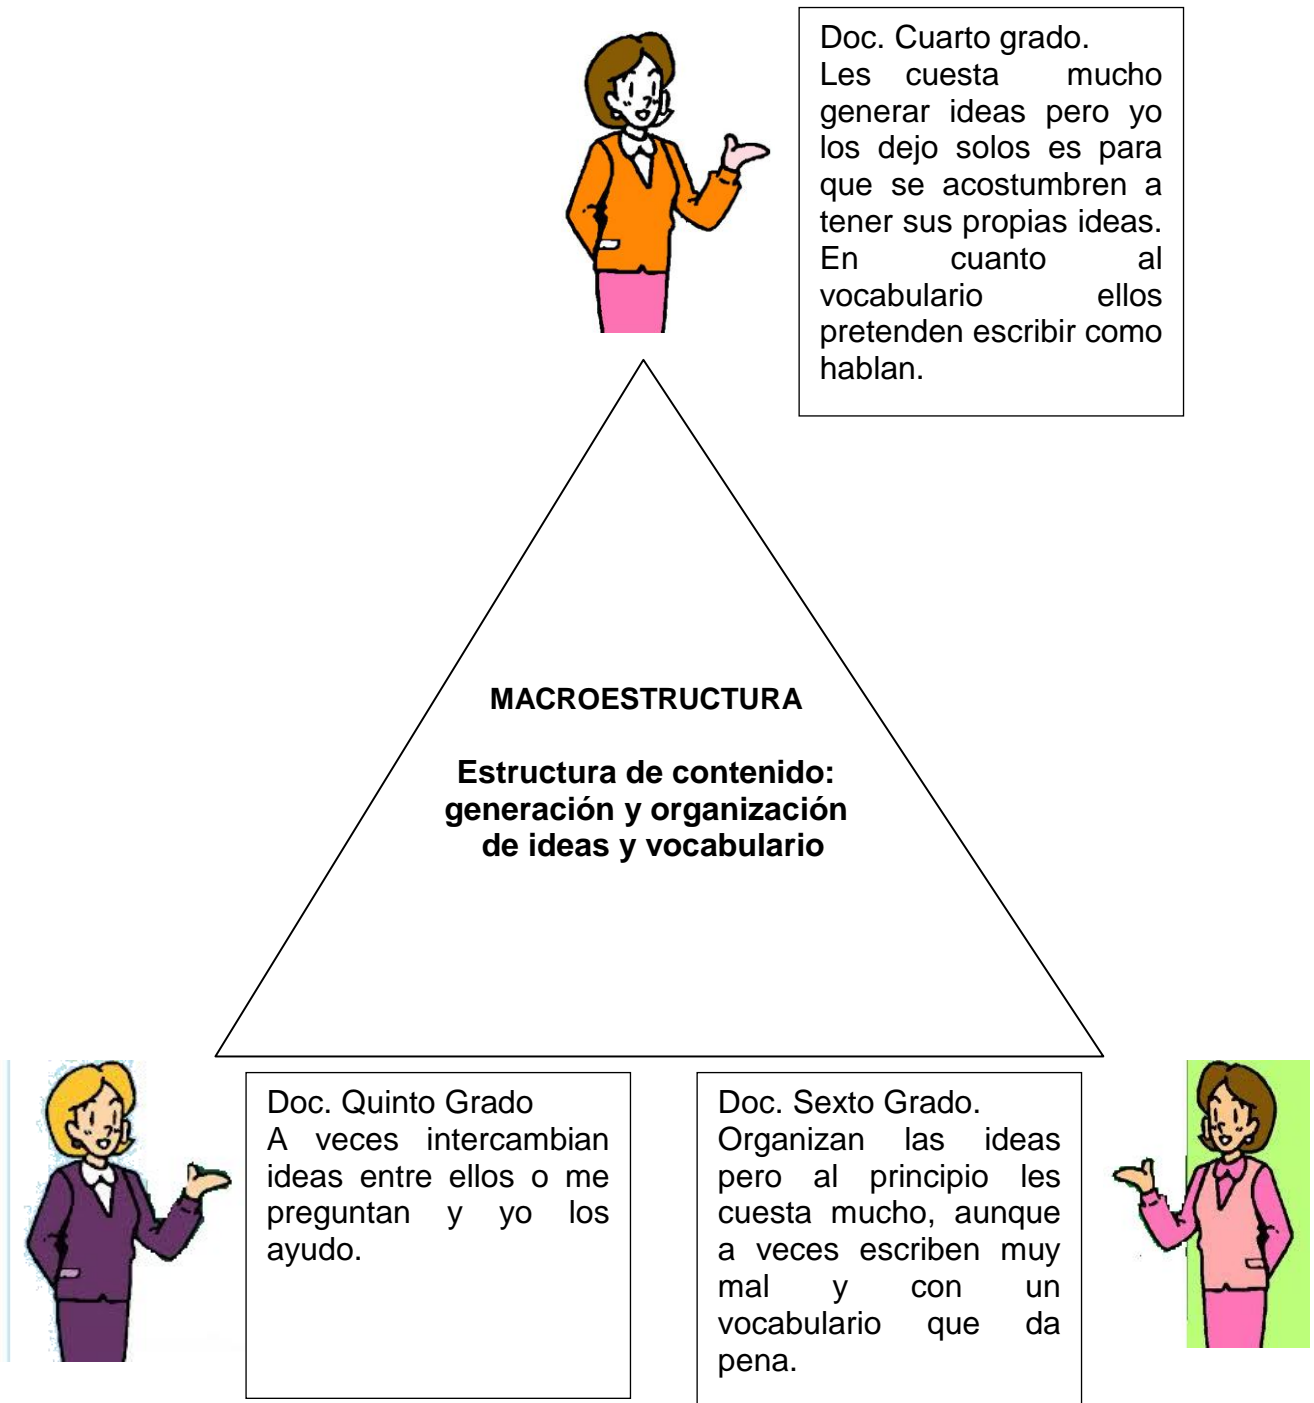 Doc. Cuarto grado.
Les cuesta mucho
generar ideas pero yo
los dejo solos es para
que se acostumbren a
tener sus propias ideas.
En cuanto al
vocabulario ellos
pretenden escribir como
hablan.
MACROESTRUCTURA
Estructura de contenido:
generación y organización
de ideas y vocabulario
Doc. Quinto Grado
A veces intercambian
ideas entre ellos o me
preguntan y yo los
ayudo.
Doc. Sexto Grado.
Organizan las ideas
pero al principio les
cuesta mucho, aunque
a veces escriben muy
mal y con un
vocabulario que da
pena.